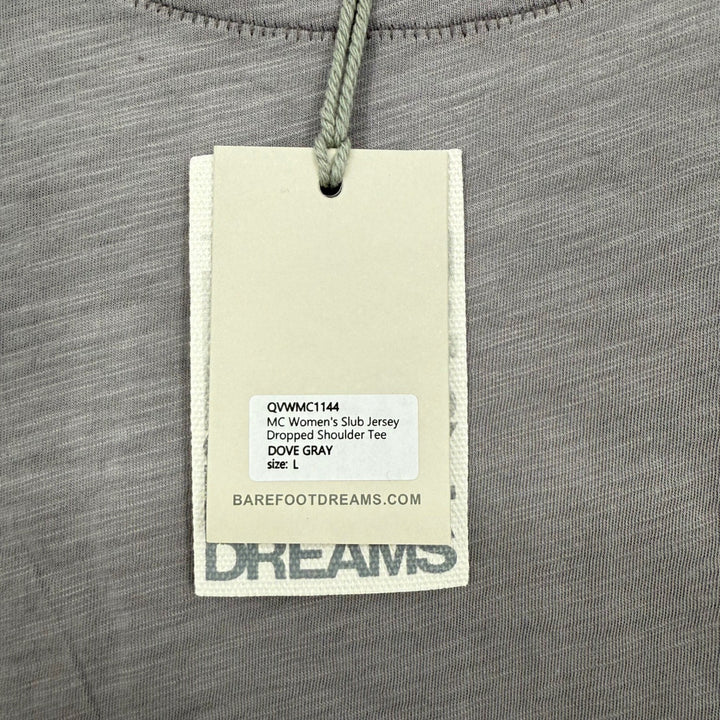 QVWMC1144
MC Women's Slub Jersey
Dropped Shoulder Tee
DOVE GRAY
size: L
BAREFOOTDREAMS.COM
DREAMS